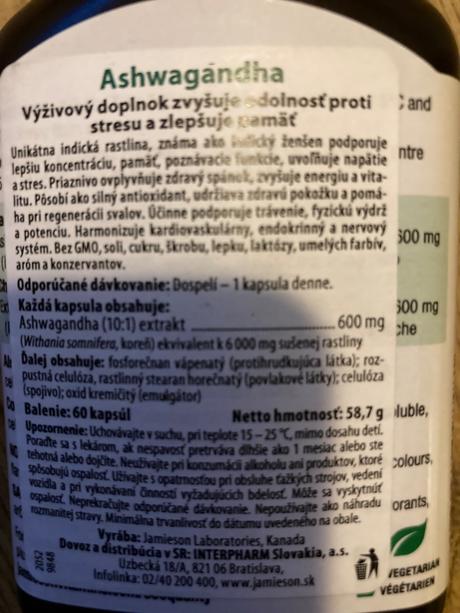 Ashwagandha
Výživový doplnok zvyšuje odolnosť proti
stresu a zlepšuje pamäť
Unikátna indická rastlina, známa ako Indický ženšen podporuje
lepšiu koncentráciu, pamäť, poznávacie funkcie, uvoľňuje napätie
a stres. Priaznivo ovplyvňuje zdravý spánok, zvyšuje energiu a vita-
litu. Pôsobí ako silný antioxidant, udržiava zdravú pokožku a pomá-
ha pri regenerácii svalov. Účinne podporuje trávenie, fyzickú výdrž
a potenciu. Harmonizuje kardiovaskulárny, endokrinný a nervový
systém. Bez GMO, soli, cukru, škrobu, lepku, laktózy, umelých farbív,
aróm a konzervantov.
Odporúčané dávkovanie: Dospelí – 1 kapsula denne.
Každá kapsula obsahuje:
Ashwagandha (10:1) extrakt 600 mg
(Withania somnifera, koreň) ekvivalent k 6 000 mg sušenej rastliny
Ďalej obsahuje: fosforečnan vápenatý (protihrudkujúca látka); roz-
pustná celulóza, rastlinný stearan horečnatý (povlakové látky); celulóza
(spojivo); oxid kremičitý (emulgátor)
Balenie: 60 kapsúl Netto hmotnosť: 58,7 g
Upozornenie: Uchovávajte v suchu, pri teplote 15 – 25 °C, mimo dosahu detí.
Poraďte sa s lekárom, ak nespavosť pretrváva dlhšie ako 1 mesiac alebo ste
tehotná alebo dojčíte. Neužívajte pri konzumácii alkoholu ani produktov, ktoré
spôsobujú ospalosť. Užívajte s opatrnosťou pri obsluhe ťažkých strojov, vedení
vozidla a pri vykonávaní činností vyžadujúcich bdelosť. Môže sa vyskytnúť
ospalosť. Neprekračujte odporúčané dávkovanie. Nepoužívajte ako náhradu
rozmanitej stravy. Minimálna trvanlivosť do dátumu uvedeného na obale.
Vyrába: Jamieson Laboratories, Kanada
Dovoz a distribúcia v SR: INTERPHARM Slovakia, a.s.
Uzbecká 18/A, 821 06 Bratislava,
Infolinka: 02/40 200 400, www.jamieson.sk
2052
9848
and
ntre
600 mg
600 mg
che
luble,
colours,
orants,
VEGETARIAN
VÉGÉTARIEN